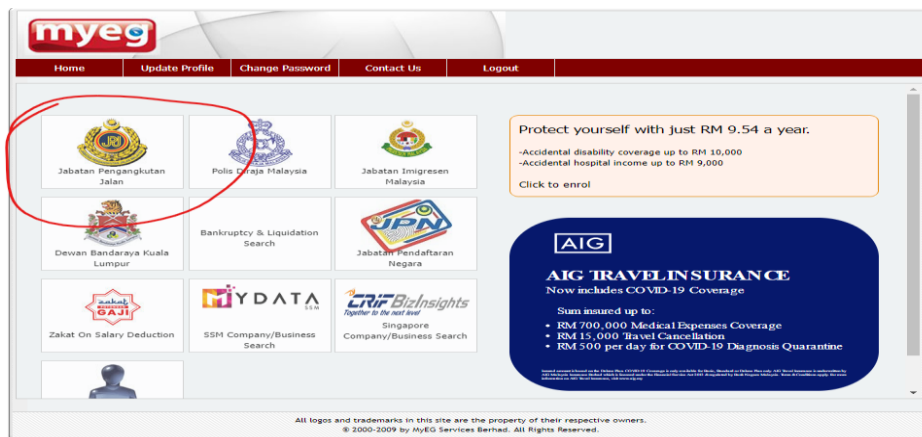 myeg
Home Update Profile Change Password Contact Us Logout
Jabatan Pengangkutan
Jalan
Polis Diraja Malaysia
Jabatan Imigresen
Malaysia
Dewan Bandaraya Kuala
Lumpur
Bankruptcy & Liquidation
Search
JPN
Jabatan Pendaftaran
Negara
zakat
GAJI
Zakat On Salary Deduction
MYDATA
SSM
SSM Company/Business
Search
CRIF BizInsights
Together to the next level
Singapore
Company/Business Search
Protect yourself with just RM 9.54 a year.
-Accidental disability coverage up to RM 10,000
-Accidental hospital income up to RM 9,000
Click to enrol
AIG
AIG TRAVEL INSURANCE
Now includes COVID-19 Coverage
Sum insured up to:
• RM 700,000 Medical Expenses Coverage
• RM 15,000 Travel Cancellation
• RM 500 per day for COVID-19 Diagnosis Quarantine
All logos and trademarks in this site are the property of their respective owners.
© 2000-2009 by MyEG Services Berhad. All Rights Reserved.